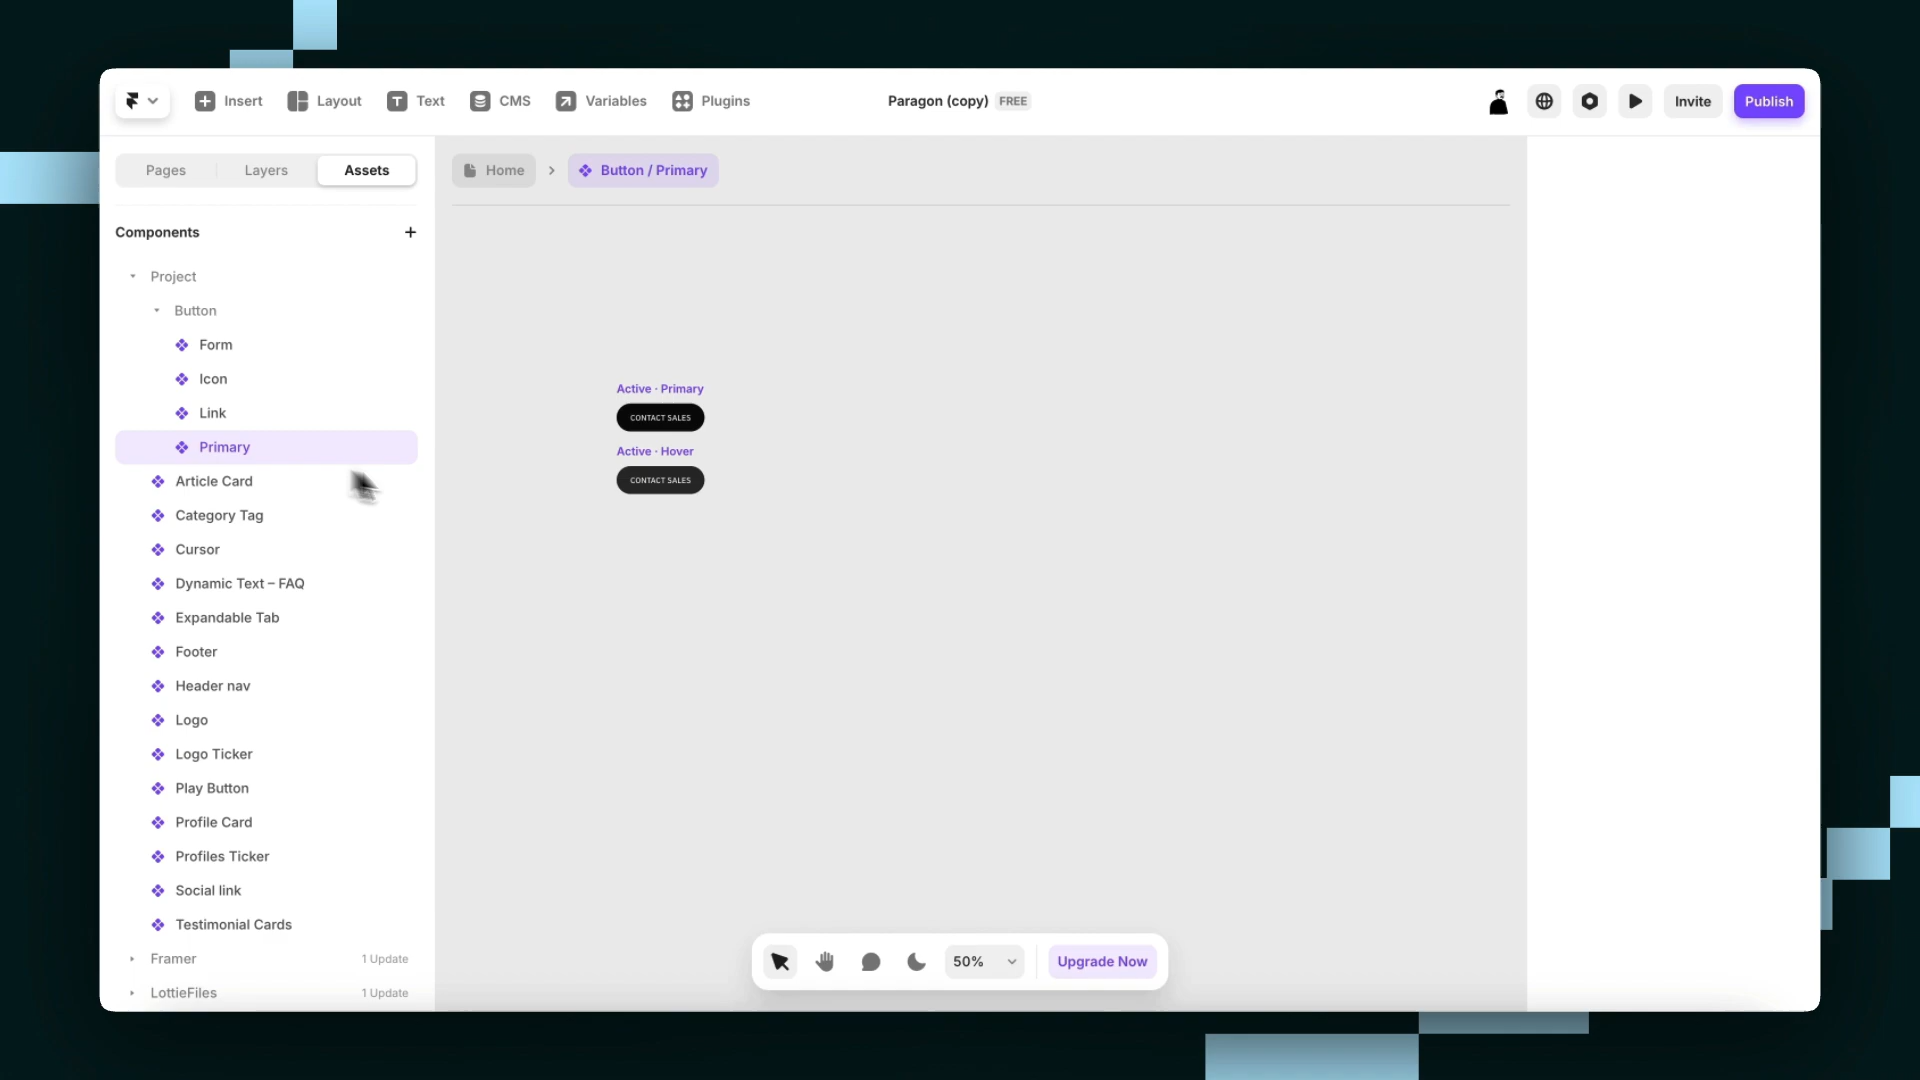 Insert
Layout
Text
CMS
Variables
Plugins
Paragon (copy) FREE
Invite
Publish
Pages
Layers
Assets
Home
Button / Primary
Components
Project
Button
Form
Icon
Link
Primary
Article Card
Category Tag
Cursor
Dynamic Text – FAQ
Expandable Tab
Footer
Header nav
Logo
Logo Ticker
Play Button
Profile Card
Profiles Ticker
Social link
Testimonial Cards
Framer 1 Update
LottieFiles 1 Update
Active · Primary
CONTACT SALES
Active · Hover
CONTACT SALES
50%
Upgrade Now